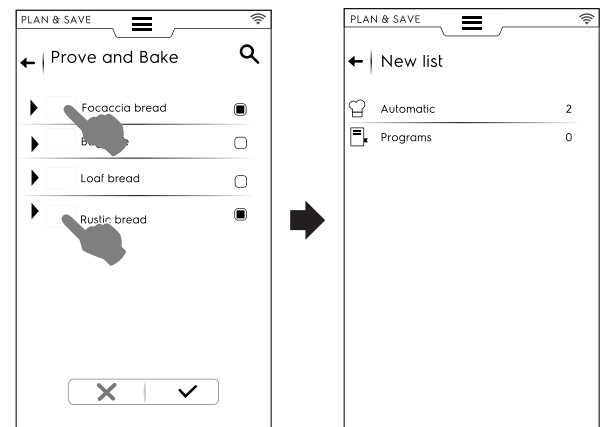 PLAN & SAVE
Prove and Bake
Focaccia bread
Loaf bread
Rustic bread
PLAN & SAVE
New list
Automatic 2
Programs 0